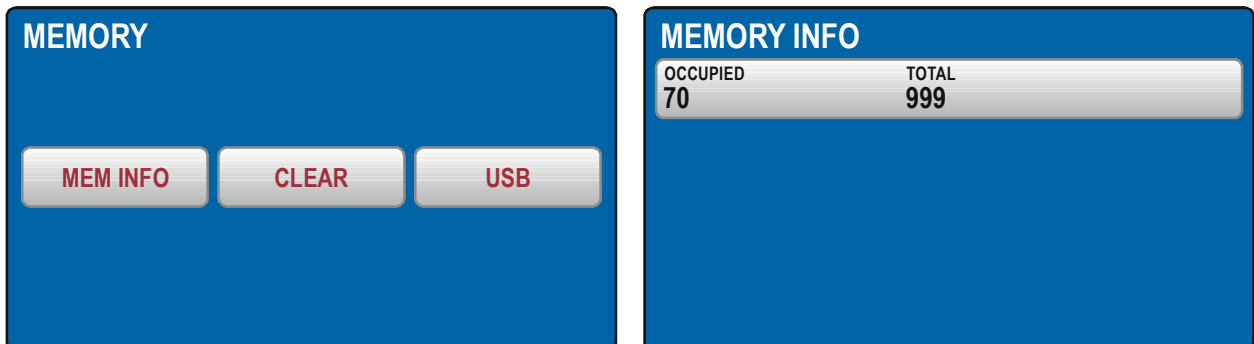 MEMORY
MEM INFO CLEAR USB
MEMORY INFO
OCCUPIED TOTAL
70 999